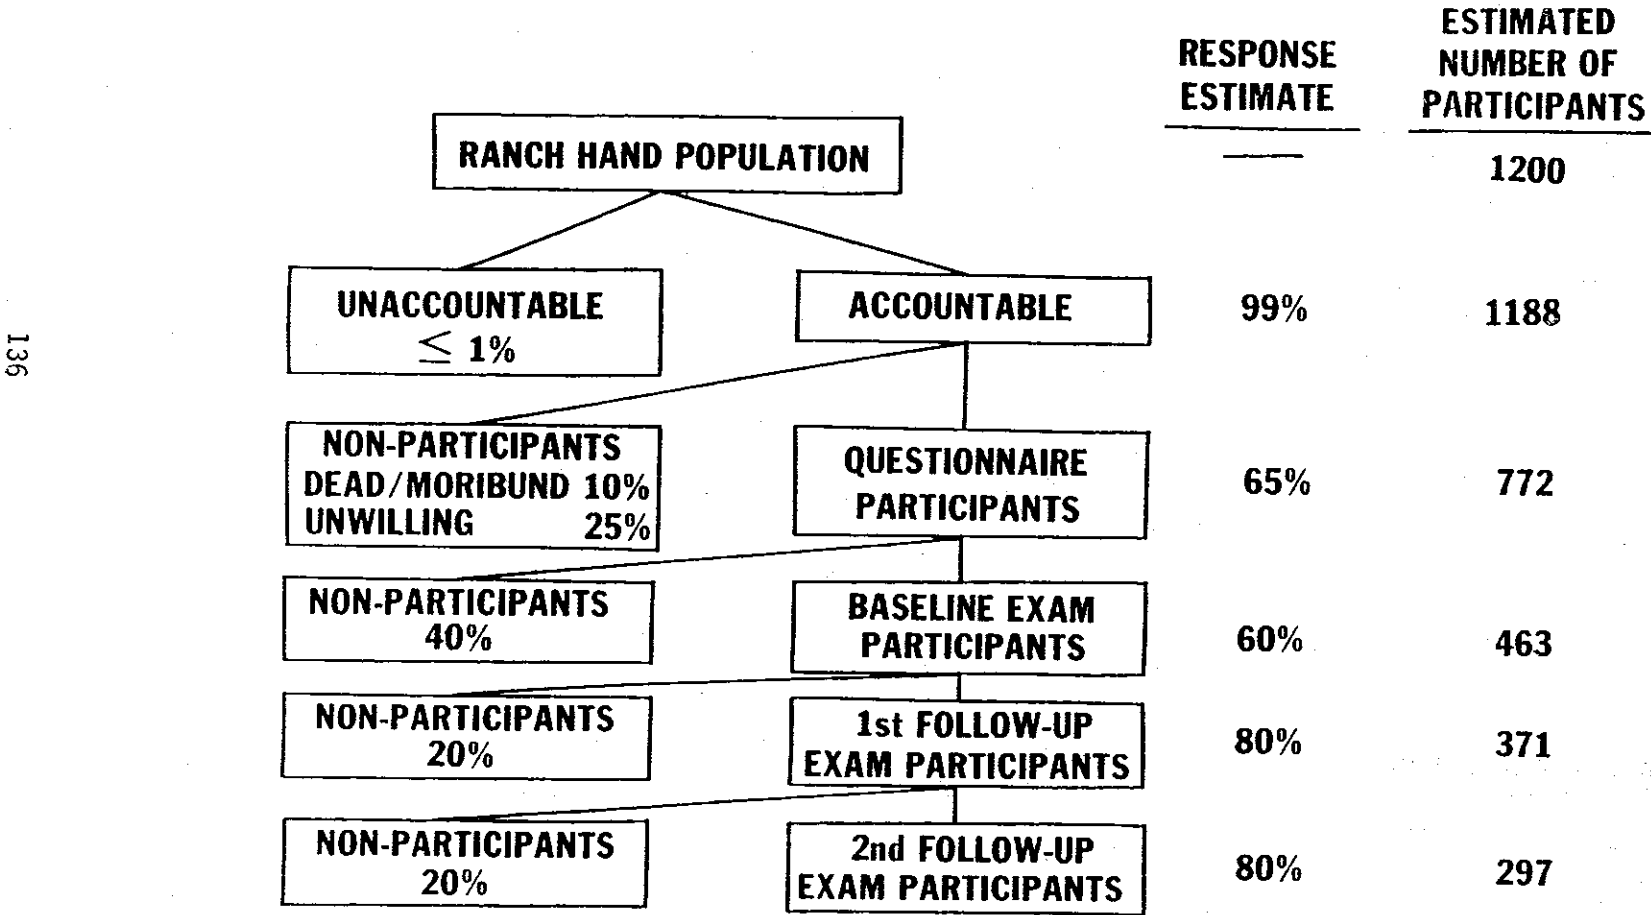 RESPONSE
ESTIMATE
ESTIMATED
NUMBER OF
PARTICIPANTS
RANCH HAND POPULATION
1200
UNACCOUNTABLE
≤ 1%
ACCOUNTABLE
99%
1188
NON-PARTICIPANTS
DEAD/MORIBUND 10%
UNWILLING 25%
QUESTIONNAIRE
PARTICIPANTS
65%
772
NON-PARTICIPANTS
40%
BASELINE EXAM
PARTICIPANTS
60%
463
NON-PARTICIPANTS
20%
1st FOLLOW-UP
EXAM PARTICIPANTS
80%
371
NON-PARTICIPANTS
20%
2nd FOLLOW-UP
EXAM PARTICIPANTS
80%
297
136